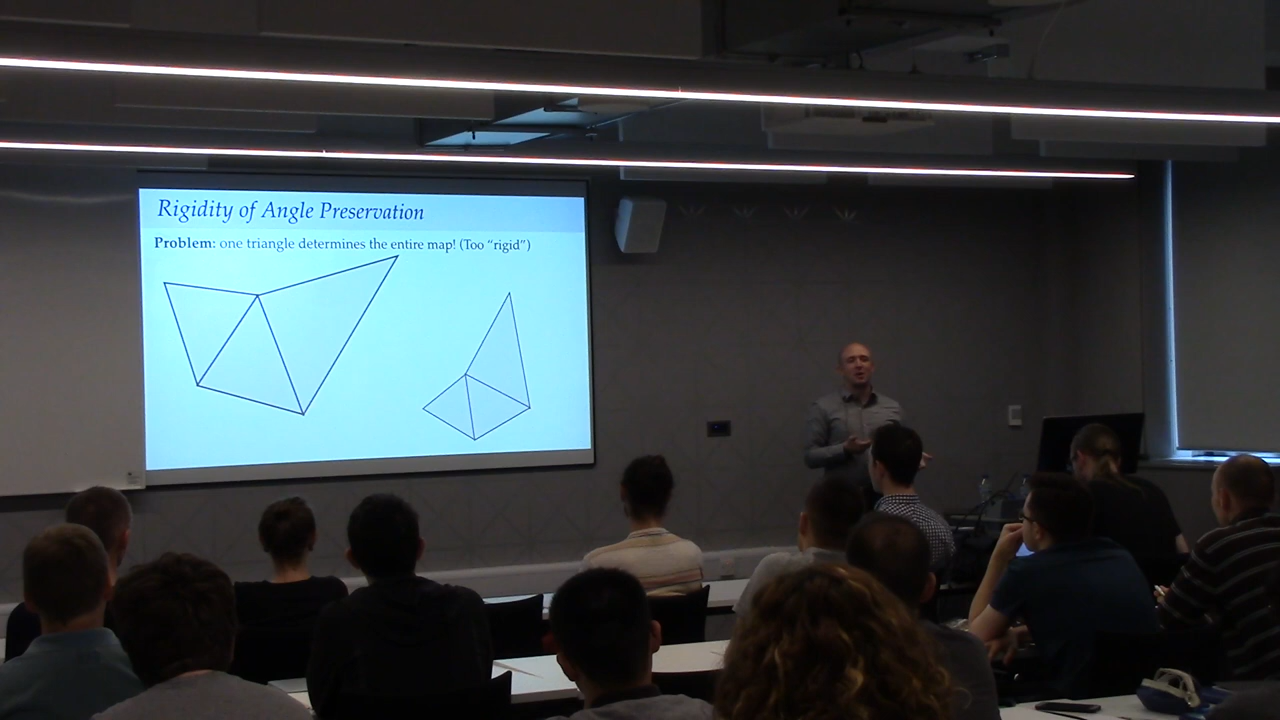 Rigidity of Angle Preservation
Problem: one triangle determines the entire map! (Too “rigid”)